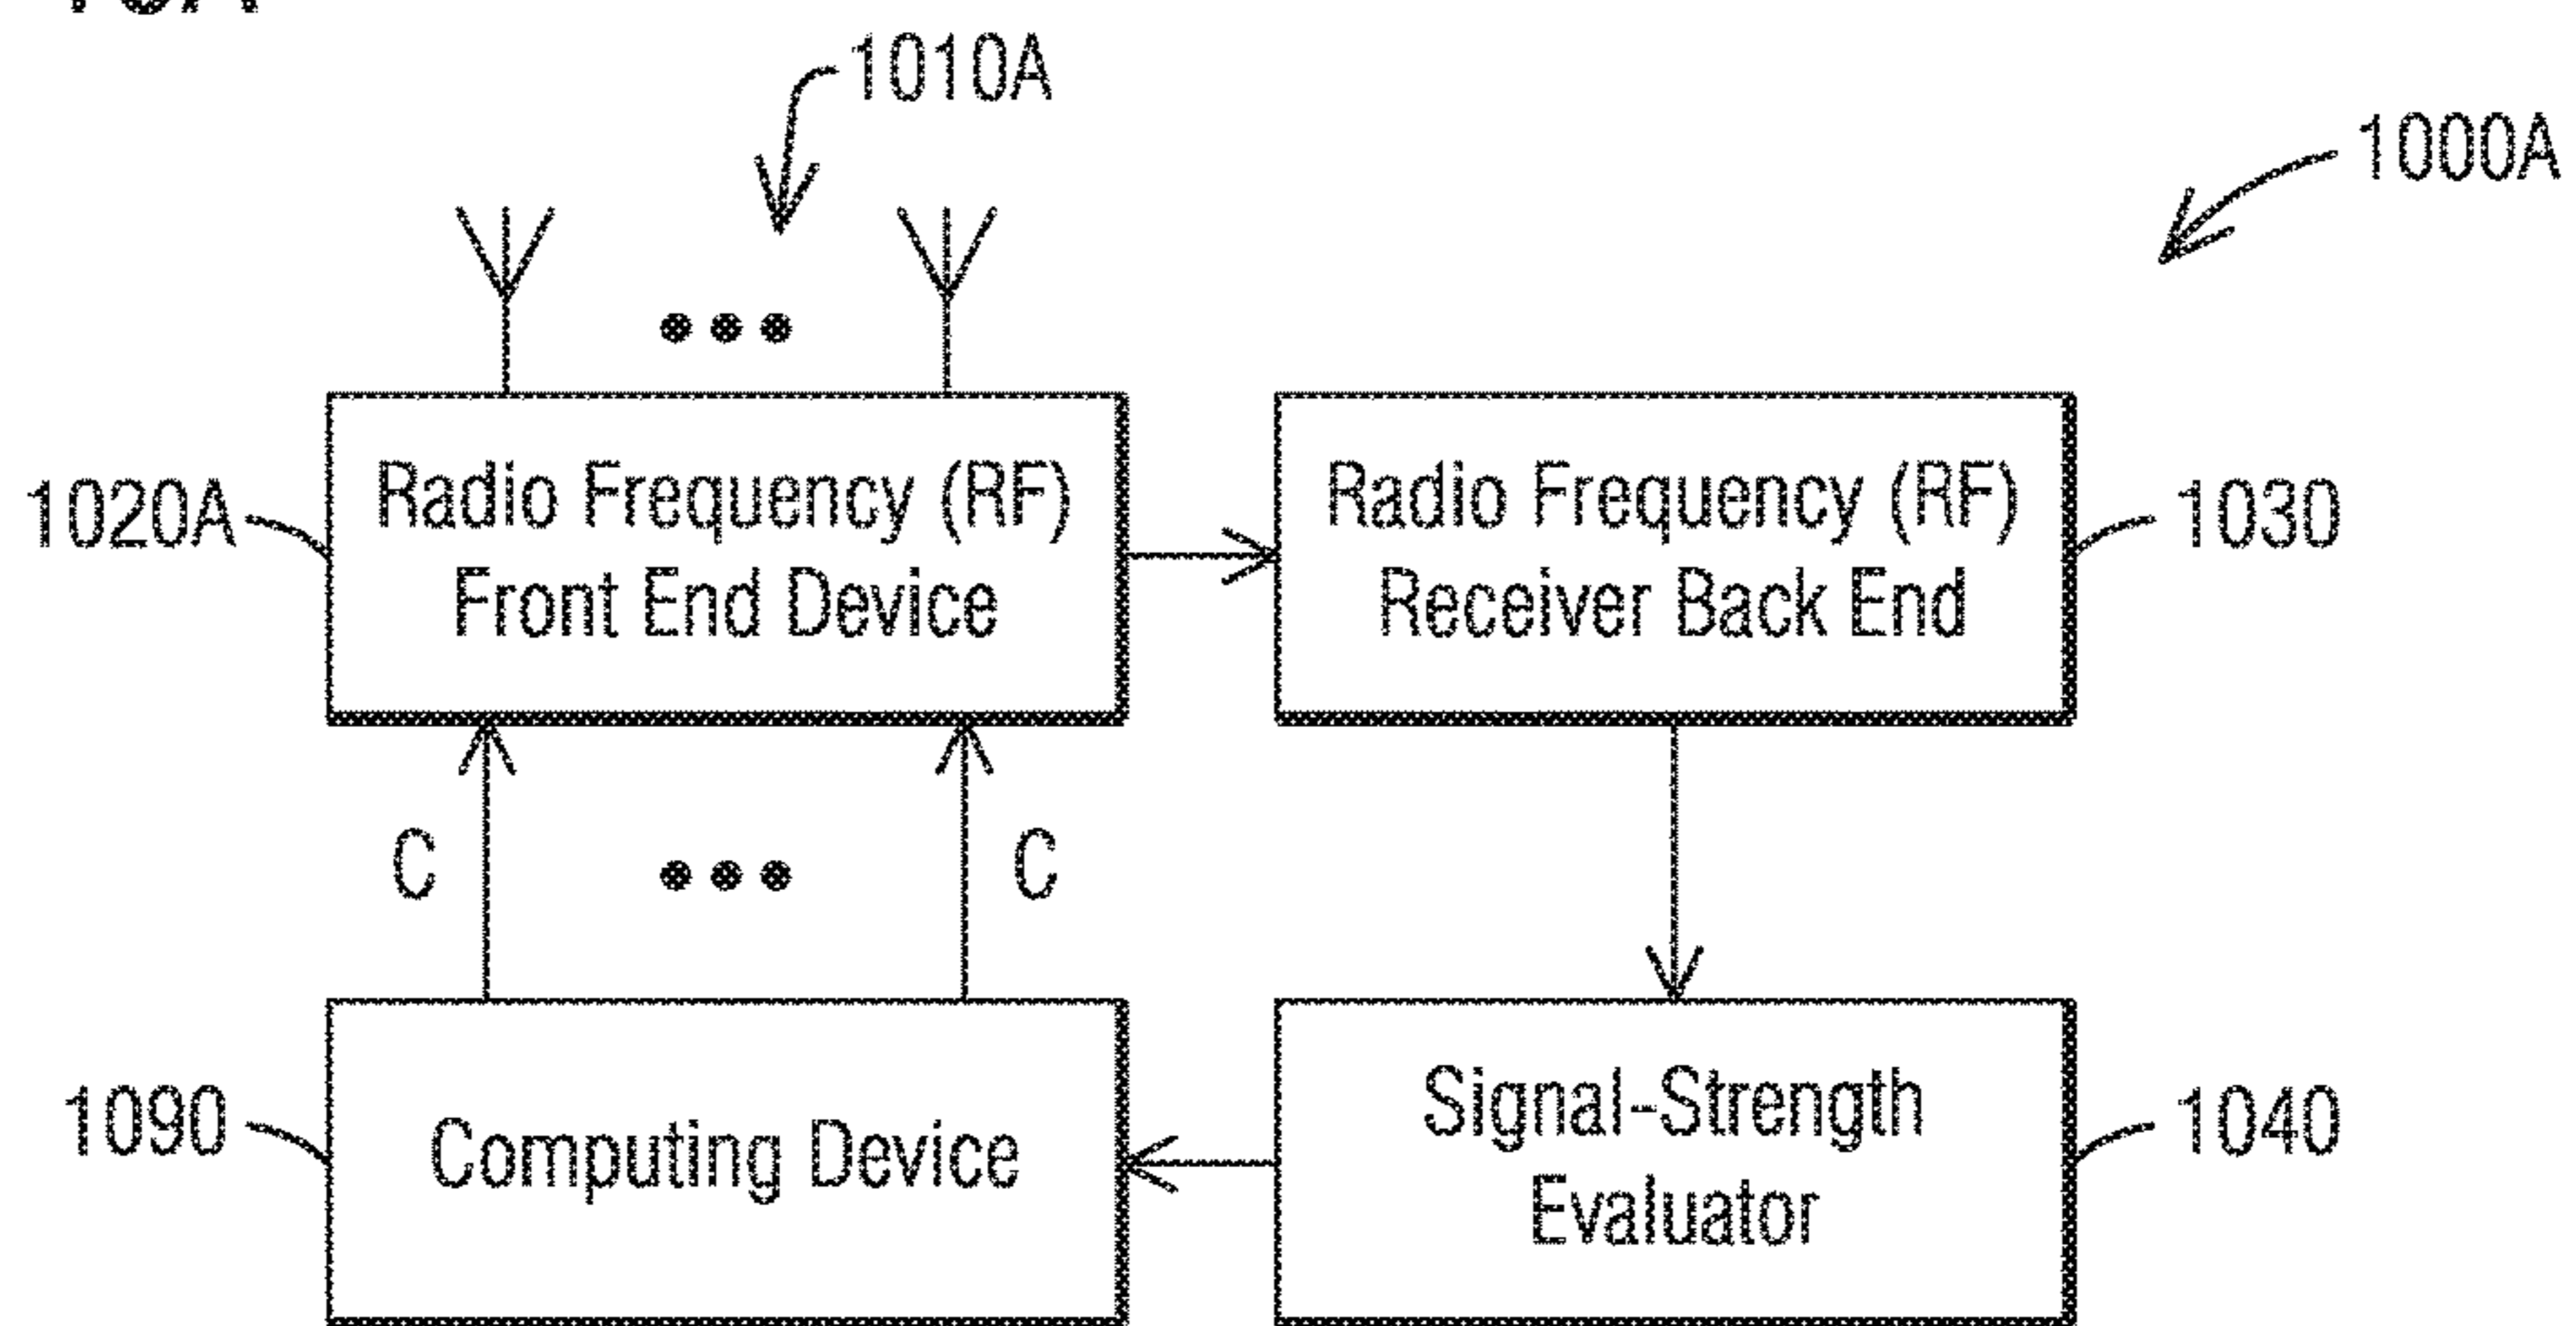 1010A
1000A
1020A
Radio Frequency (RF)
Front End Device
Radio Frequency (RF)
Receiver Back End
1030
C
C
1090
Computing Device
Signal-Strength
Evaluator
1040